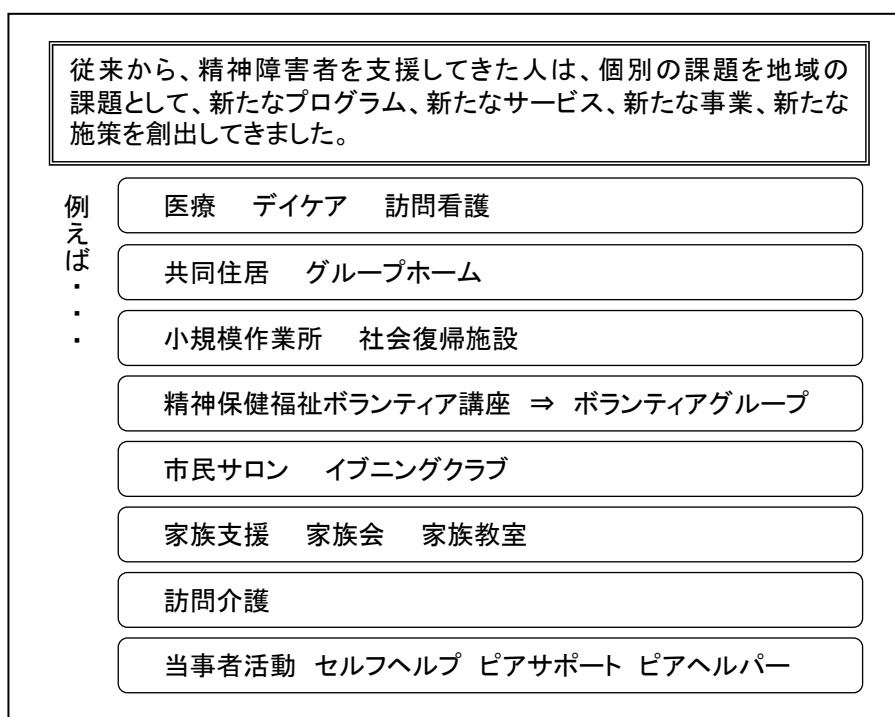 従来から、精神障害者を支援してきた人は、個別の課題を地域の
課題として、新たなプログラム、新たなサービス、新たな事業、新たな
施策を創出してきました。
例えば・・・
医療　デイケア　訪問看護
共同住居　グループホーム
小規模作業所　社会復帰施設
精神保健福祉ボランティア講座　⇒　ボランティアグループ
市民サロン　イブニングクラブ
家族支援　家族会　家族教室
訪問介護
当事者活動　セルフヘルプ　ピアサポート　ピアヘルパー